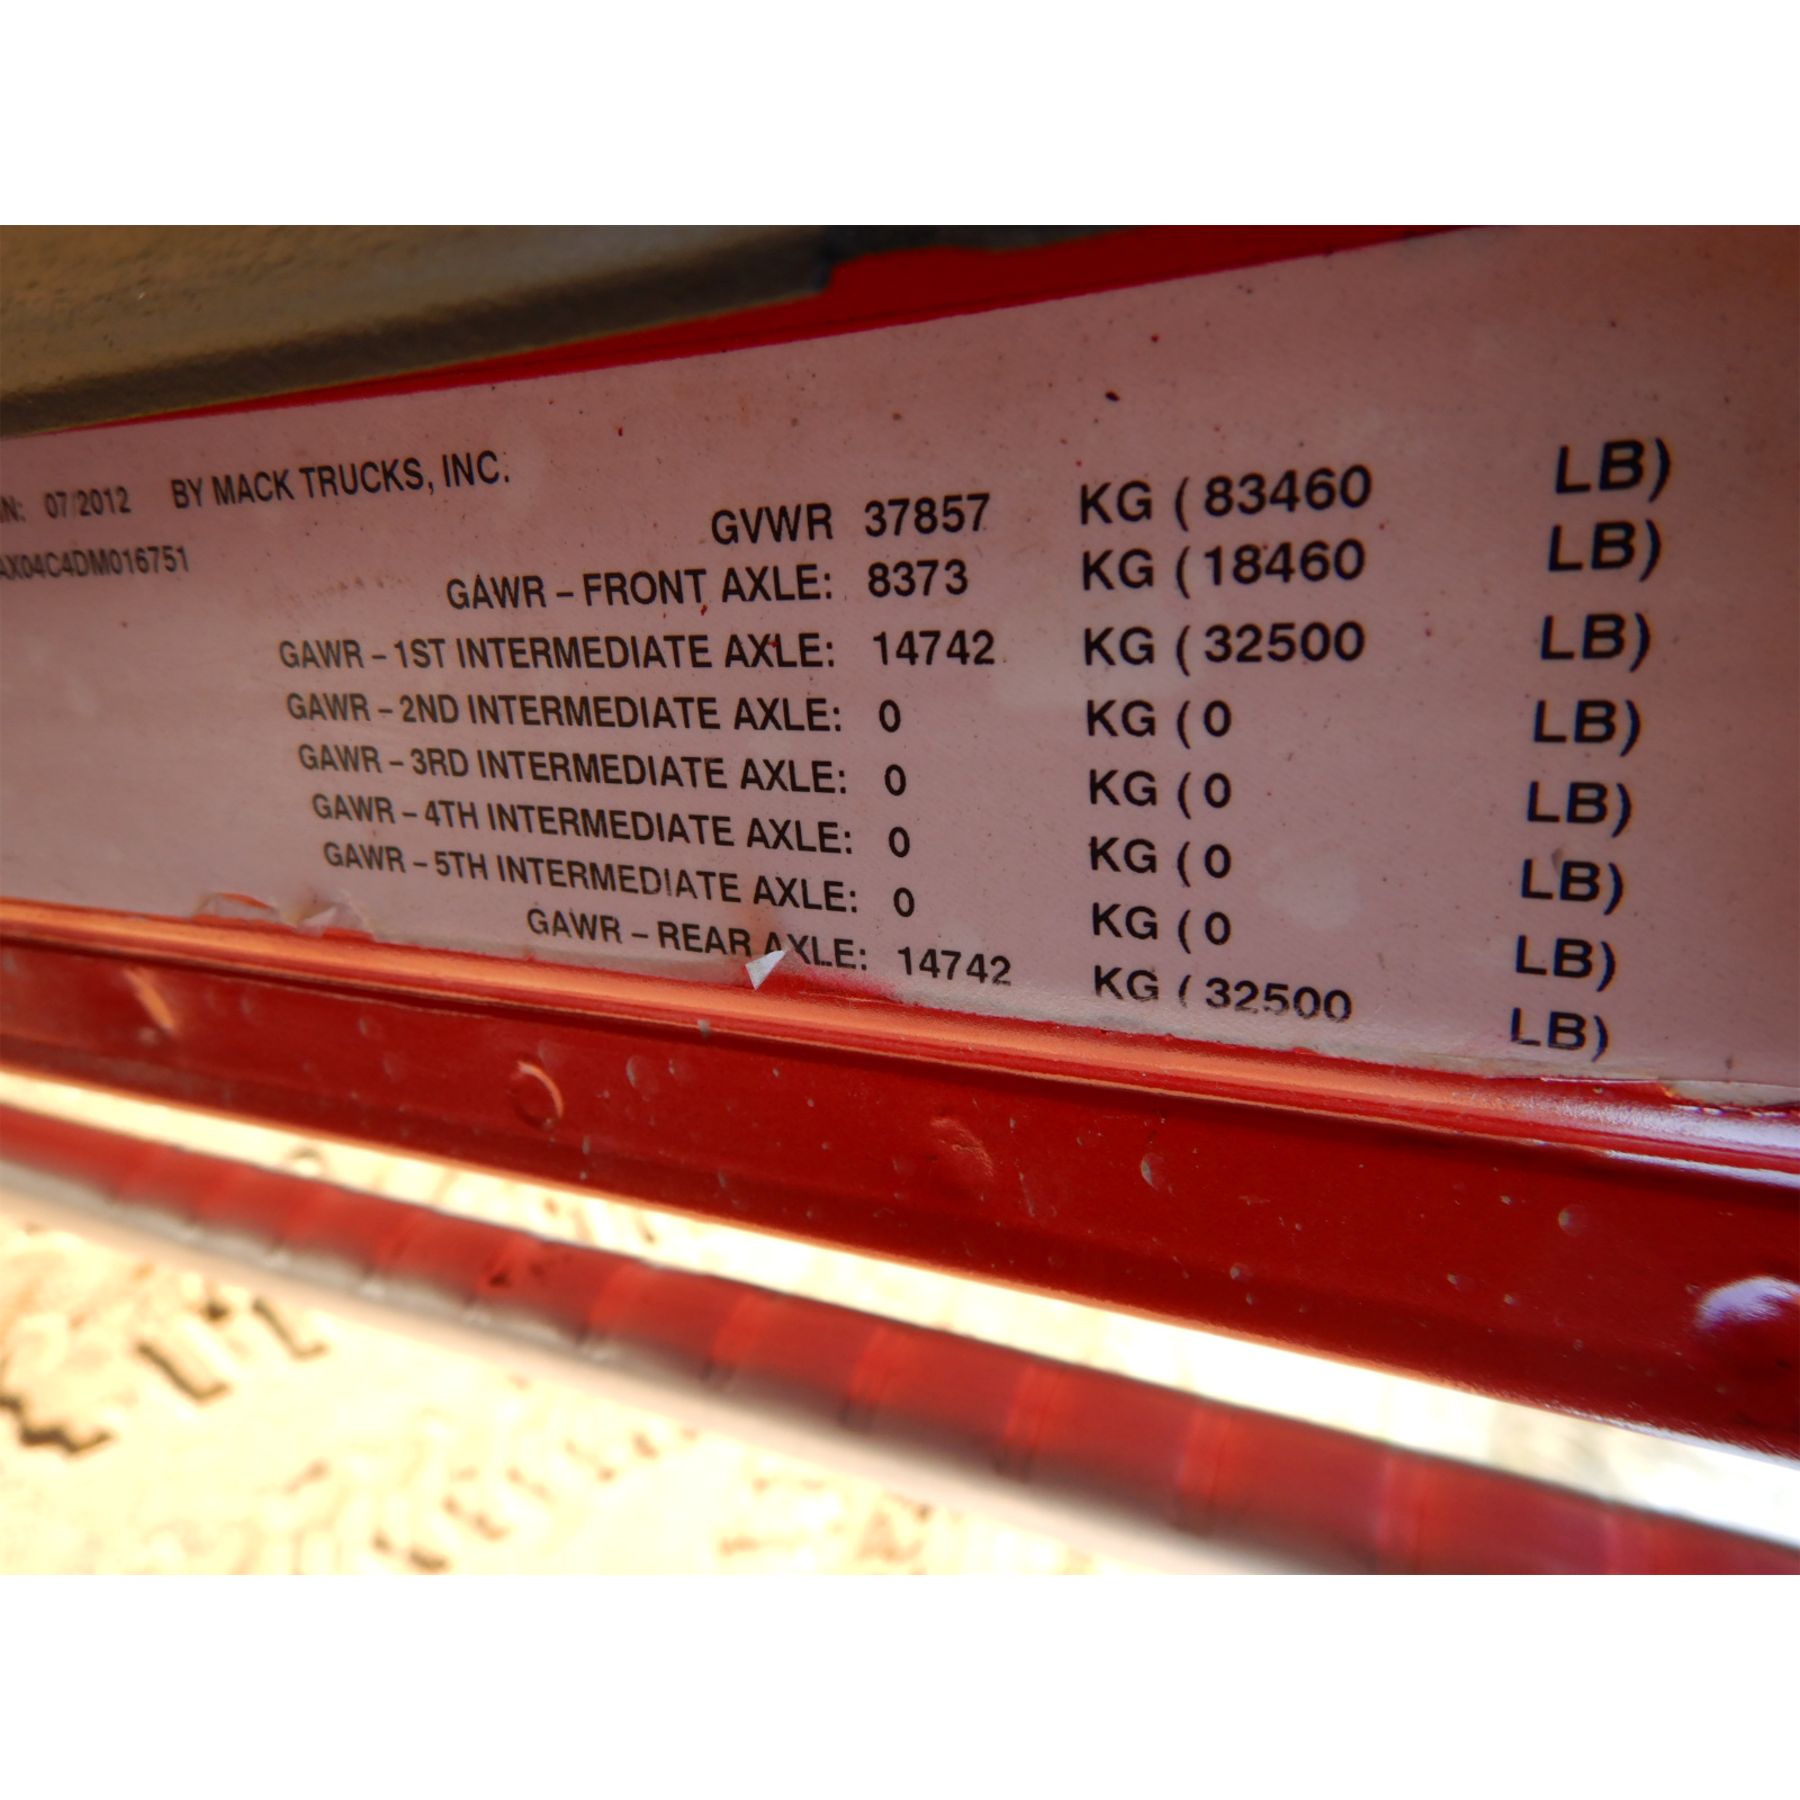 IN: 07/2012 BY MACK TRUCKS, INC.
AX04C4DM016751
GVWR 37857 KG ( 83460 LB)
GAWR – FRONT AXLE: 8373 KG ( 18460 LB)
GAWR – 1ST INTERMEDIATE AXLE: 14742 KG ( 32500 LB)
GAWR – 2ND INTERMEDIATE AXLE: 0 KG ( 0 LB)
GAWR – 3RD INTERMEDIATE AXLE: 0 KG ( 0 LB)
GAWR – 4TH INTERMEDIATE AXLE: 0 KG ( 0 LB)
GAWR – 5TH INTERMEDIATE AXLE: 0 KG ( 0 LB)
GAWR – REAR AXLE: 14742 KG ( 32500 LB)